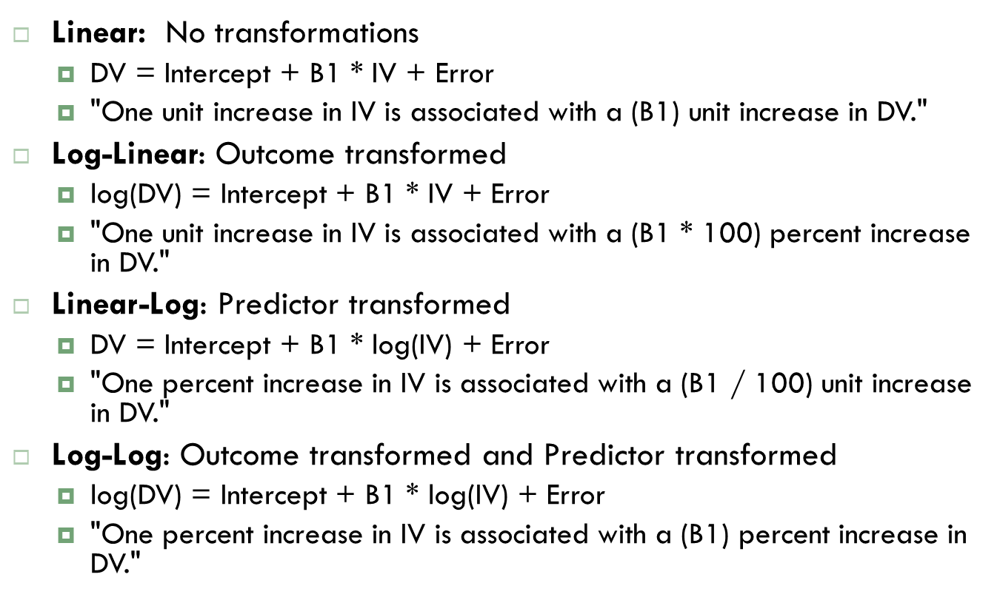 Linear: No transformations
DV = Intercept + B1 * IV + Error
"One unit increase in IV is associated with a (B1) unit increase in DV."
Log-Linear: Outcome transformed
log(DV) = Intercept + B1 * IV + Error
"One unit increase in IV is associated with a (B1 * 100) percent increase
in DV."
Linear-Log: Predictor transformed
DV = Intercept + B1 * log(IV) + Error
"One percent increase in IV is associated with a (B1 / 100) unit increase
in DV."
Log-Log: Outcome transformed and Predictor transformed
log(DV) = Intercept + B1 * log(IV) + Error
"One percent increase in IV is associated with a (B1) percent increase in
DV."